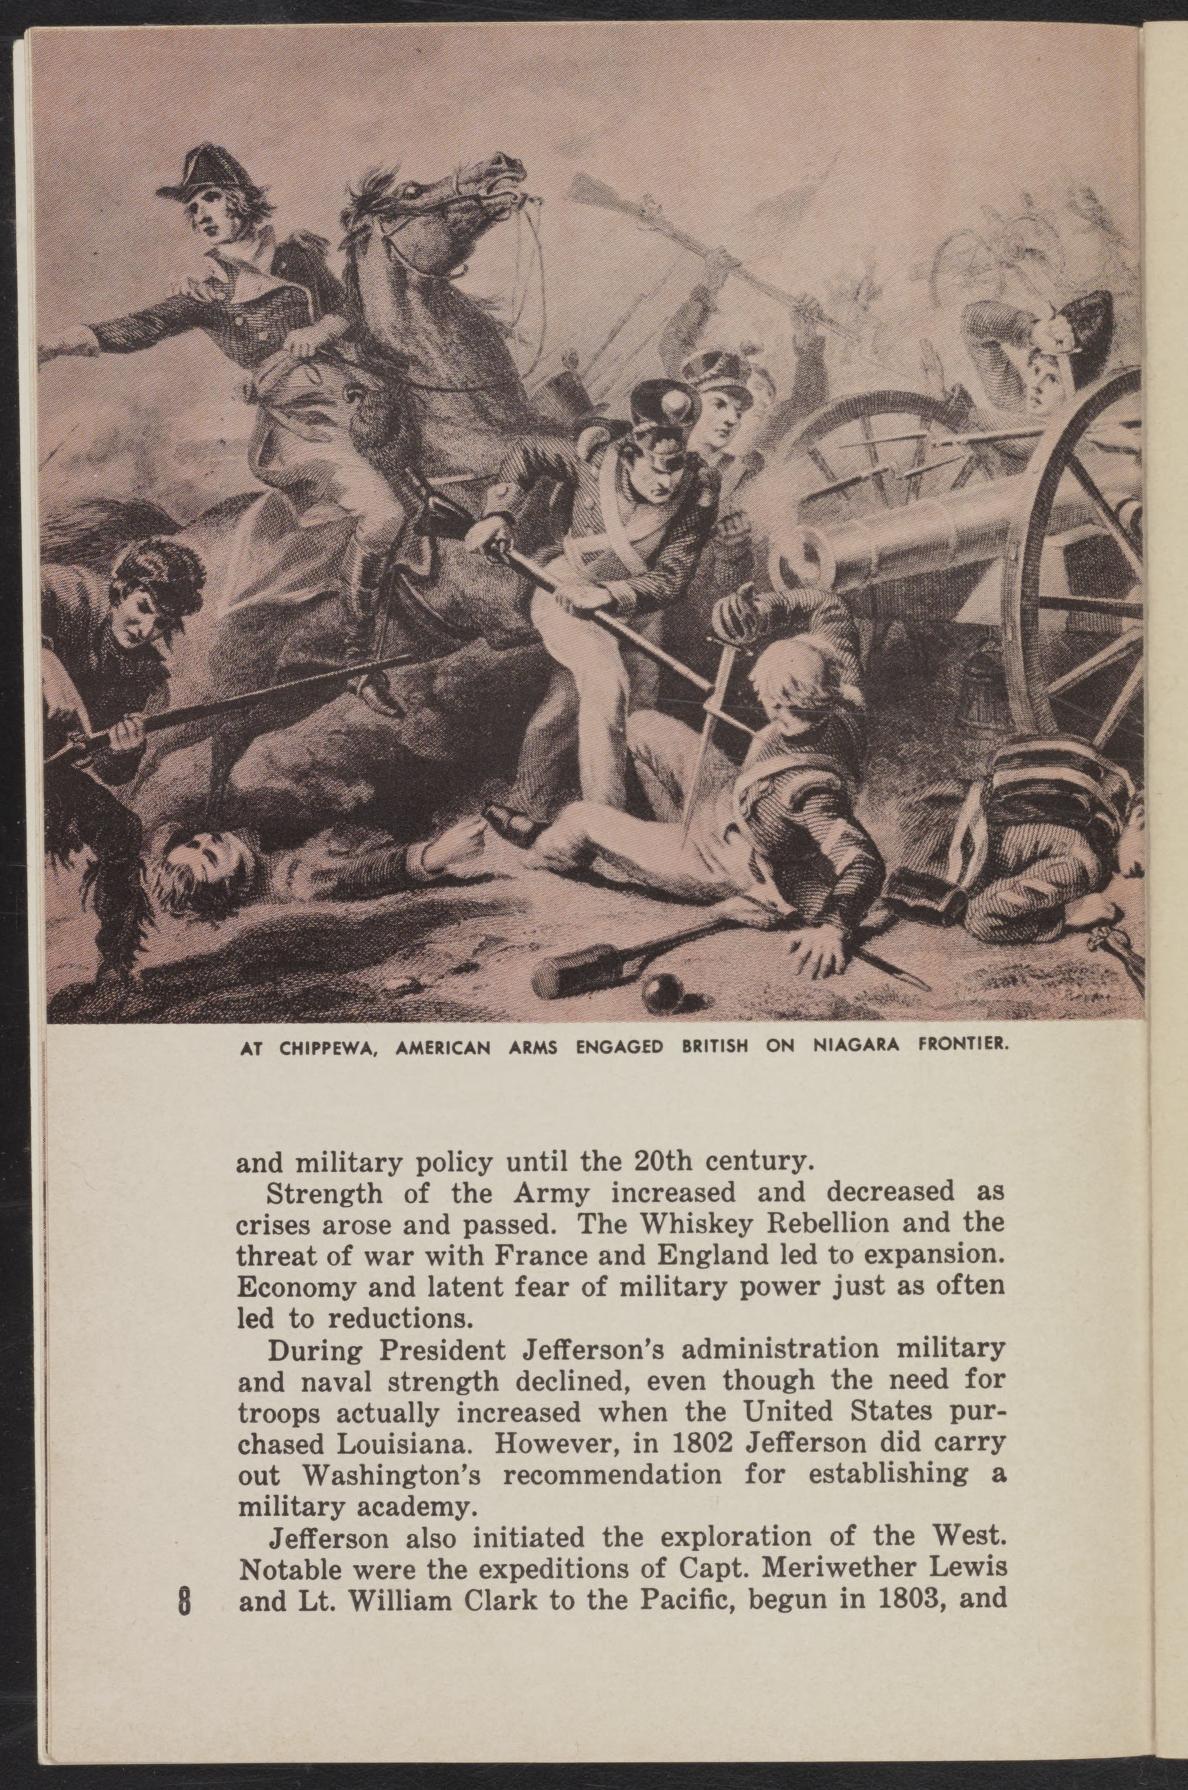 AT CHIPPEWA, AMERICAN ARMS ENGAGED BRITISH ON NIAGARA FRONTIER.
and military policy until the 20th century.
Strength of the Army increased and decreased as
crises arose and passed. The Whiskey Rebellion and the
threat of war with France and England led to expansion.
Economy and latent fear of military power just as often
led to reductions.
During President Jefferson's administration military
and naval strength declined, even though the need for
troops actually increased when the United States pur-
chased Louisiana. However, in 1802 Jefferson did carry
out Washington's recommendation for establishing a
military academy.
Jefferson also initiated the exploration of the West.
Notable were the expeditions of Capt. Meriwether Lewis
8 and Lt. William Clark to the Pacific, begun in 1803, and